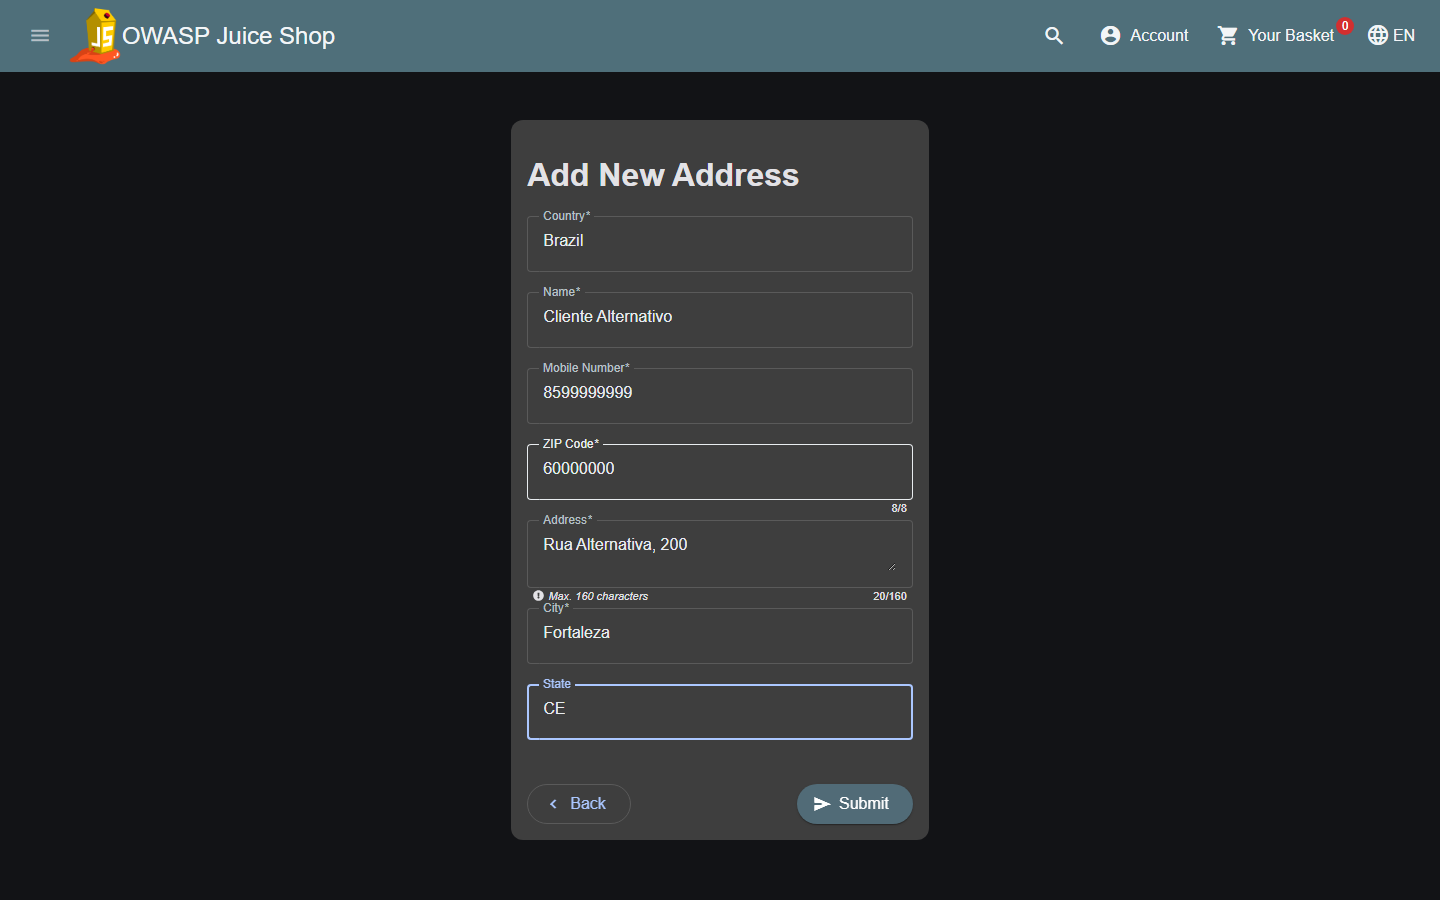 JS
OWASP Juice Shop
Account
Your Basket
0
EN
Add New Address
Country*
Brazil
Name*
Cliente Alternativo
Mobile Number*
8599999999
ZIP Code*
60000000
8/8
Address*
Rua Alternativa, 200
Max. 160 characters
20/160
City*
Fortaleza
State
CE
Back
Submit